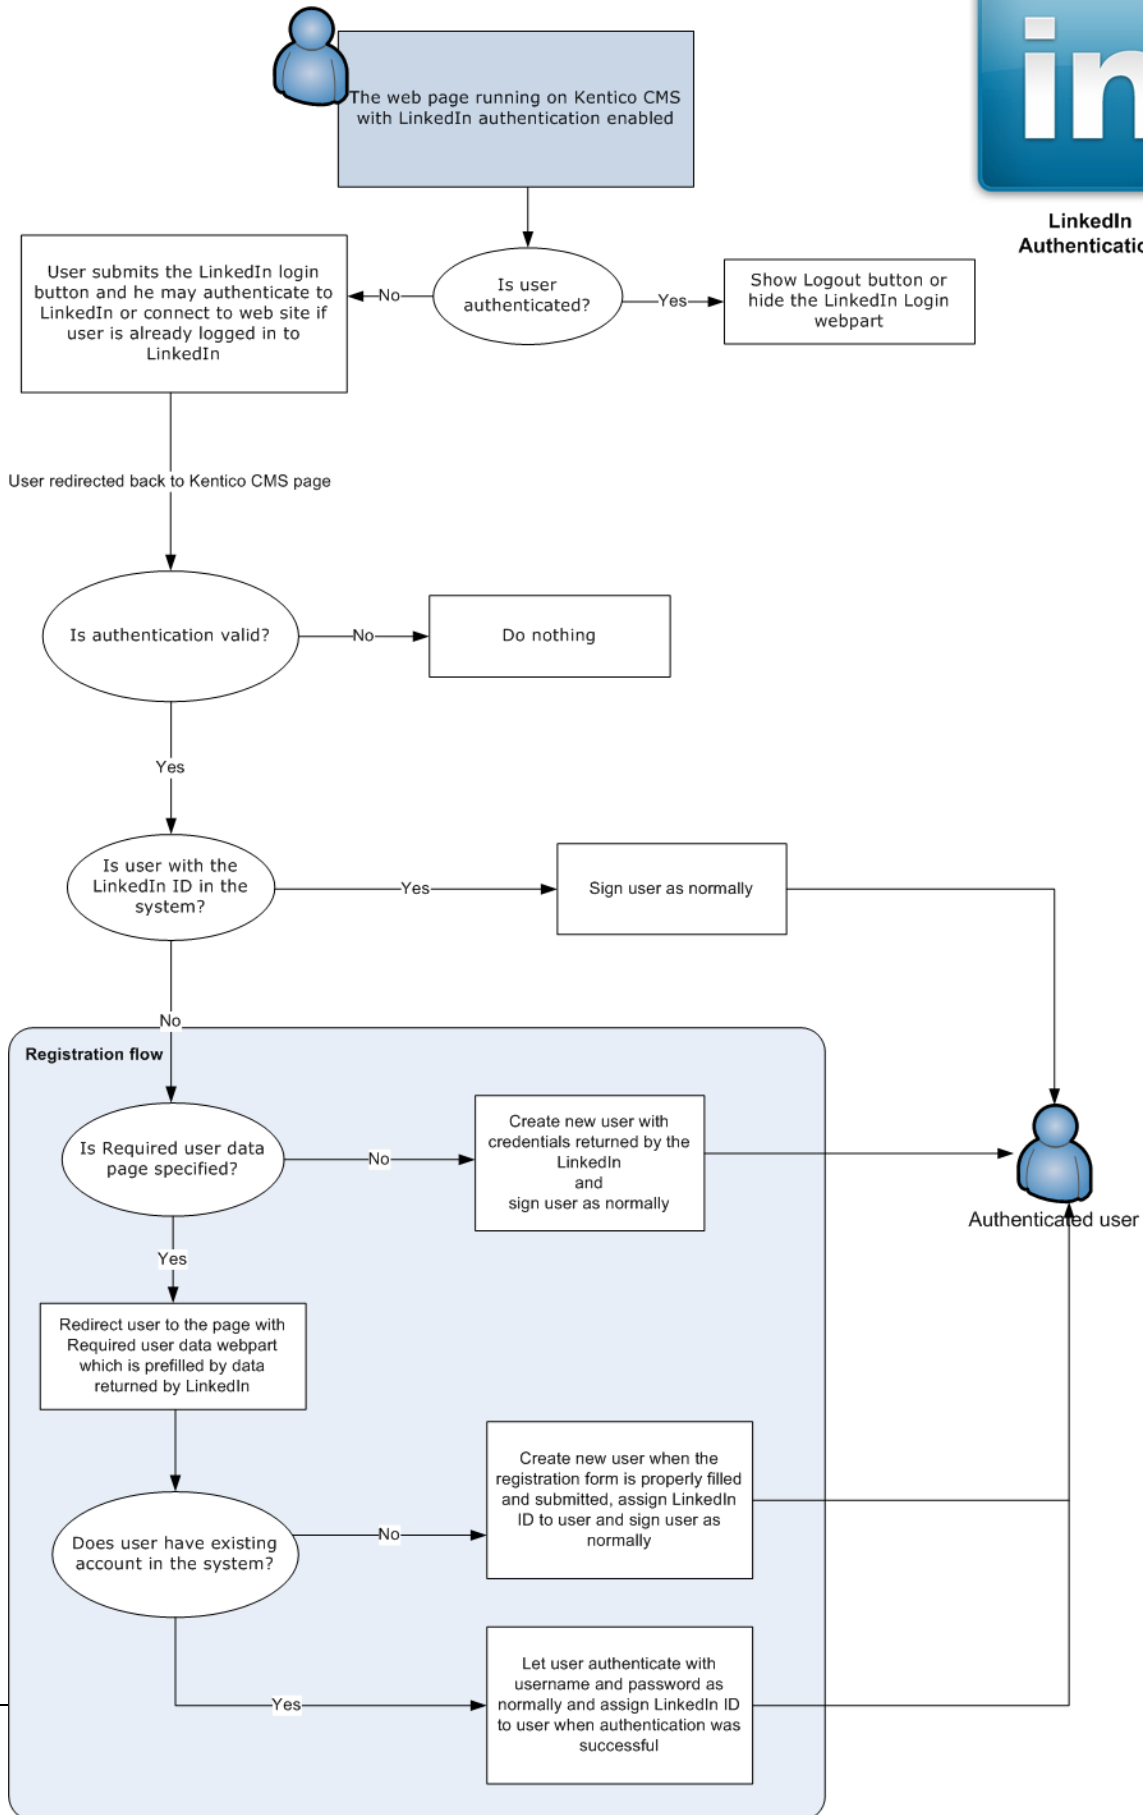 The web page running on Kentico CMS
with LinkedIn authentication enabled
in
LinkedIn
Authentication
User submits the LinkedIn login
button and he may authenticate to
LinkedIn or connect to web site if
user is already logged in to
LinkedIn
No
Is user
authenticated?
Yes
Show Logout button or
hide the LinkedIn Login
webpart
User redirected back to Kentico CMS page
Is authentication valid?
No
Do nothing
Yes
Is user with the
LinkedIn ID in the
system?
Yes
Sign user as normally
No
Registration flow
Is Required user data
page specified?
No
Create new user with
credentials returned by the
LinkedIn
and
sign user as normally
Authenticated user
Yes
Redirect user to the page with
Required user data webpart
which is prefilled by data
returned by LinkedIn
Does user have existing
account in the system?
No
Create new user when the
registration form is properly filled
and submitted, assign LinkedIn
ID to user and sign user as
normally
Yes
Let user authenticate with
username and password as
normally and assign LinkedIn ID
to user when authentication was
successful